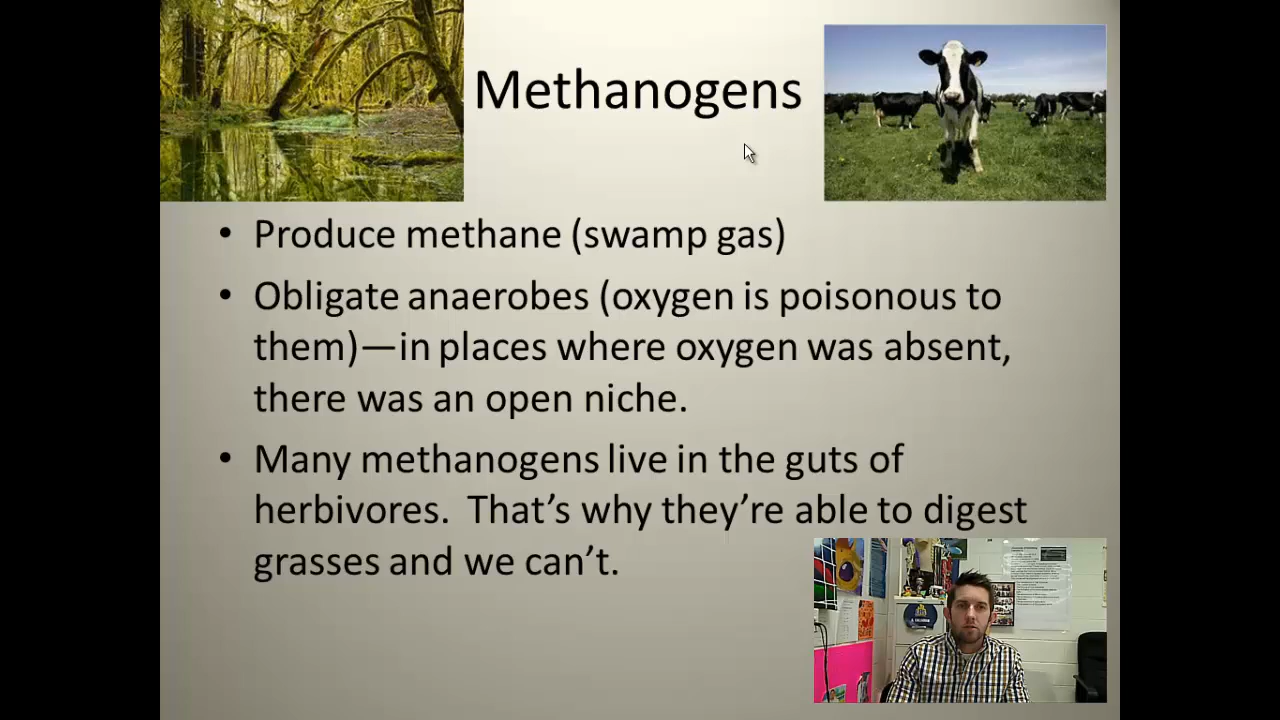 Methanogens
• Produce methane (swamp gas)
• Obligate anaerobes (oxygen is poisonous to
them)—in places where oxygen was absent,
there was an open niche.
• Many methanogens live in the guts of
herbivores.  That’s why they’re able to digest
grasses and we can’t.